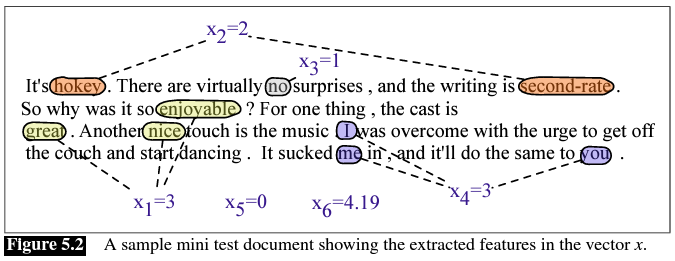 x2=2
x3=1
It's hokey . There are virtually no surprises , and the writing is second-rate .
So why was it so enjoyable ? For one thing , the cast is
great . Another nice touch is the music I was overcome with the urge to get off
the couch and start dancing . It sucked me in , and it'll do the same to you .
x1=3 x5=0 x6=4.19 x4=3
Figure 5.2 A sample mini test document showing the extracted features in the vector x.